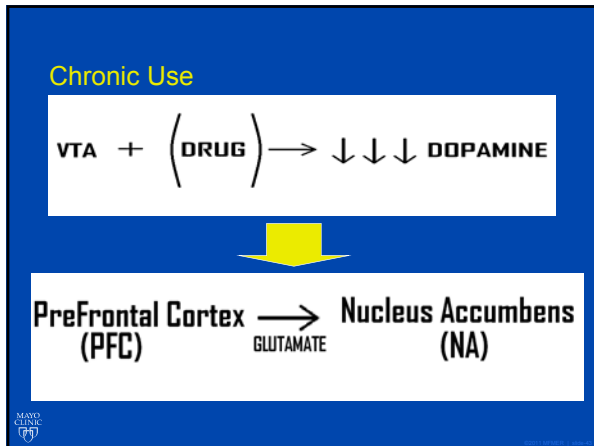 Chronic Use
VTA + (DRUG) → ↓ ↓ ↓ DOPAMINE
PreFrontal Cortex → Nucleus Accumbens
(PFC) GLUTAMATE (NA)
MAYO
CLINIC